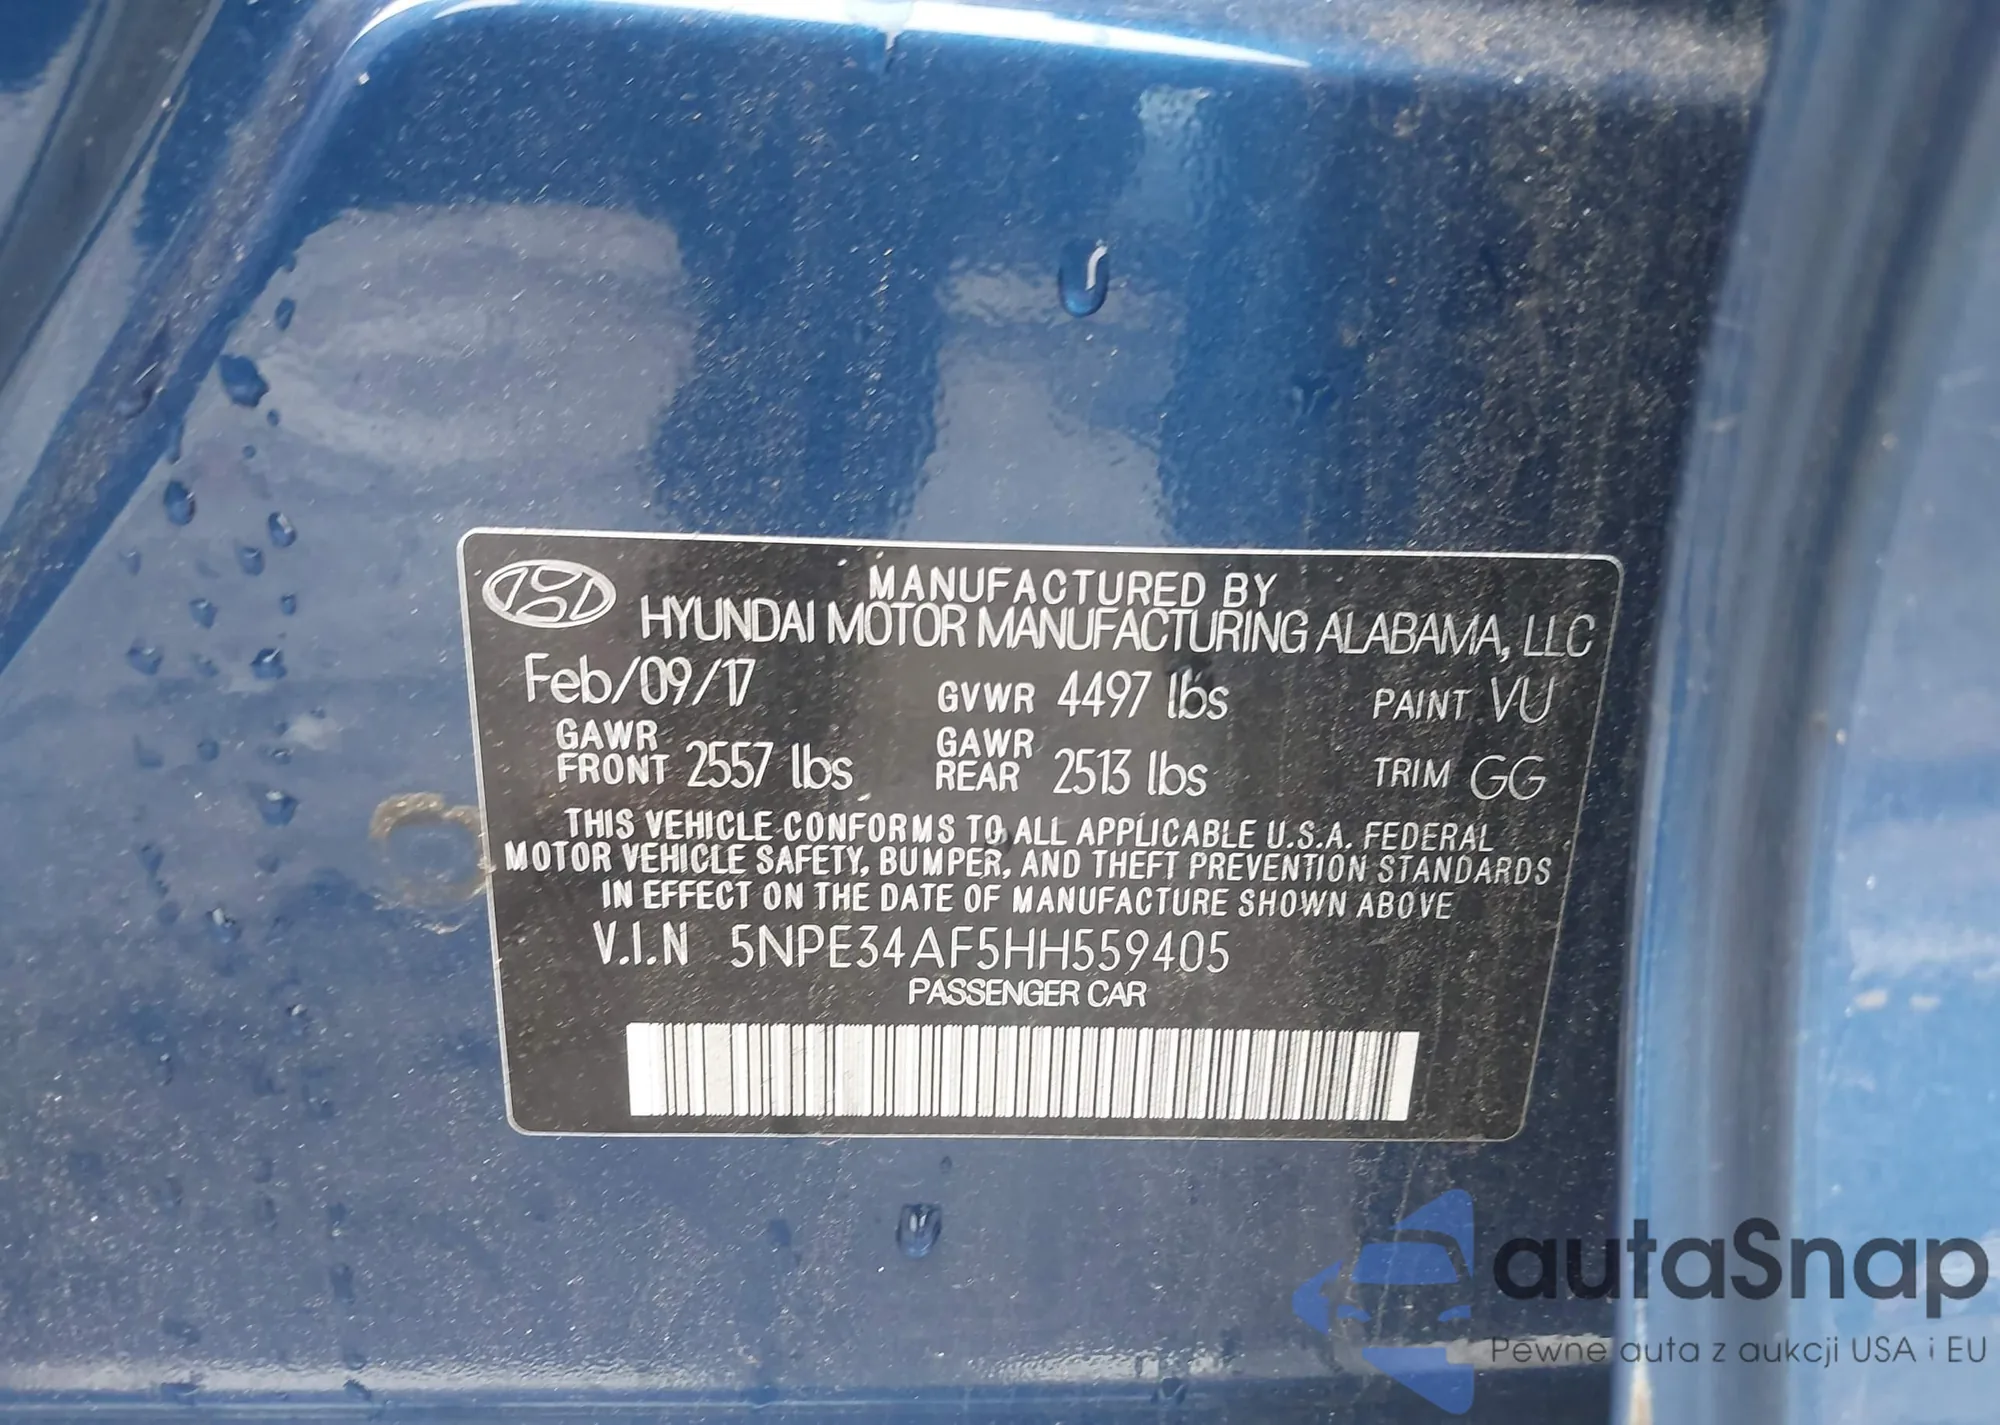 MANUFACTURED BY
HYUNDAI MOTOR MANUFACTURING ALABAMA, LLC
Feb/09/17 GVWR 4497 lbs PAINT VU
GAWR FRONT 2557 lbs GAWR REAR 2513 lbs TRIM GG
THIS VEHICLE CONFORMS TO ALL APPLICABLE U.S.A. FEDERAL
MOTOR VEHICLE SAFETY, BUMPER, AND THEFT PREVENTION STANDARDS
IN EFFECT ON THE DATE OF MANUFACTURE SHOWN ABOVE
V.I.N 5NPE34AF5HH559405
PASSENGER CAR
autaSnap
Pewne auta z aukcji USA i EU